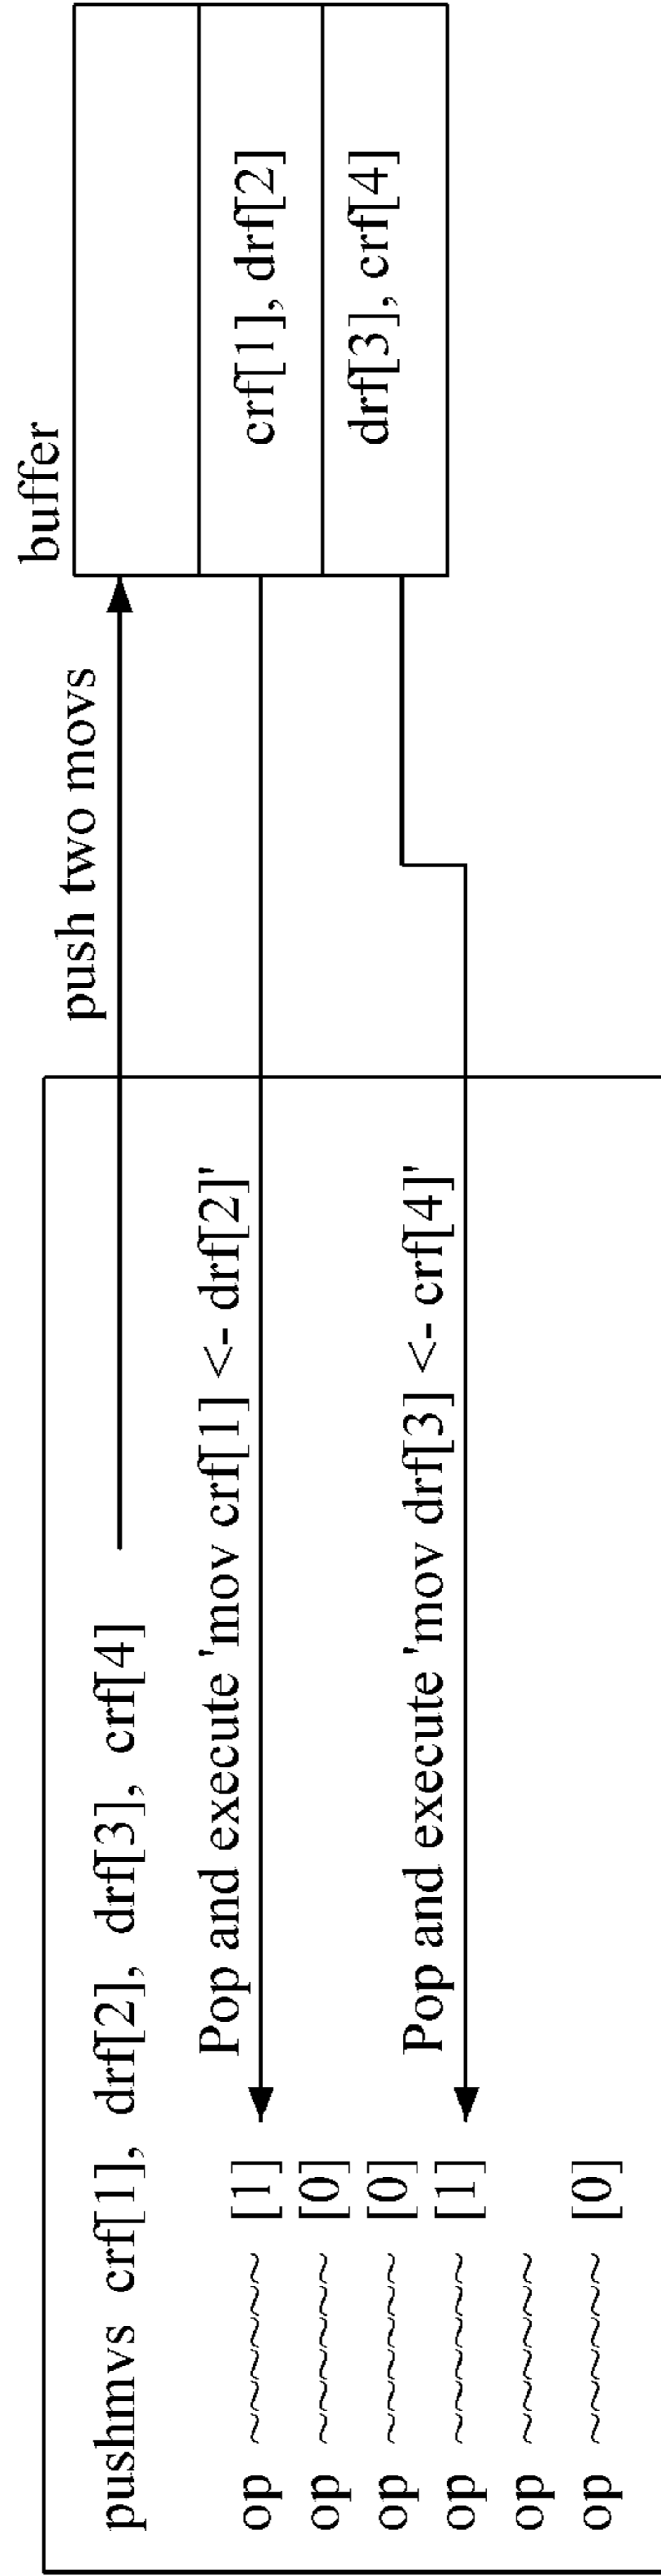 buffer
push two movs
pushmvs crf[1], drf[2], drf[3], crf[4]
Pop and execute 'mov crf[1] <- drf[2]'
crf[1], drf[2]
op ~~~~~~ [1]
op ~~~~~~ [0]
drf[3], crf[4]
op ~~~~~~ [0]
Pop and execute 'mov drf[3] <- crf[4]'
op ~~~~~~ [1]
op ~~~~~~
op ~~~~~~ [0]